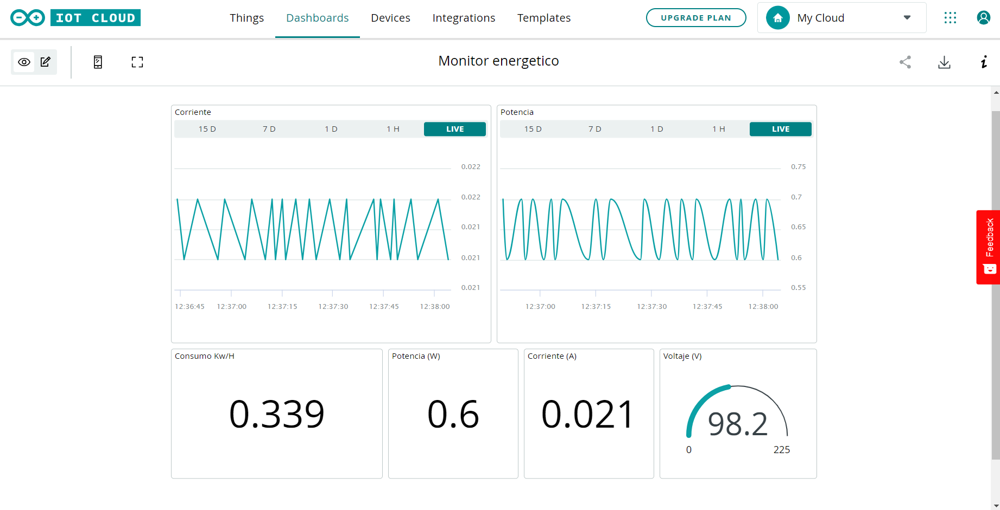 IOT CLOUD
Things Dashboards Devices Integrations Templates
UPGRADE PLAN
My Cloud
Monitor energetico
Corriente
15 D 7 D 1 D 1 H LIVE
0.022
0.022
0.021
0.021
0.021
12:36:45 12:37:00 12:37:15 12:37:30 12:37:45 12:38:00
Potencia
15 D 7 D 1 D 1 H LIVE
0.75
0.7
0.65
0.6
0.55
12:37:00 12:37:15 12:37:30 12:37:45 12:38:00
Feedback
Consumo Kw/H
0.339
Potencia (W)
0.6
Corriente (A)
0.021
Voltaje (V)
98.2
0 225